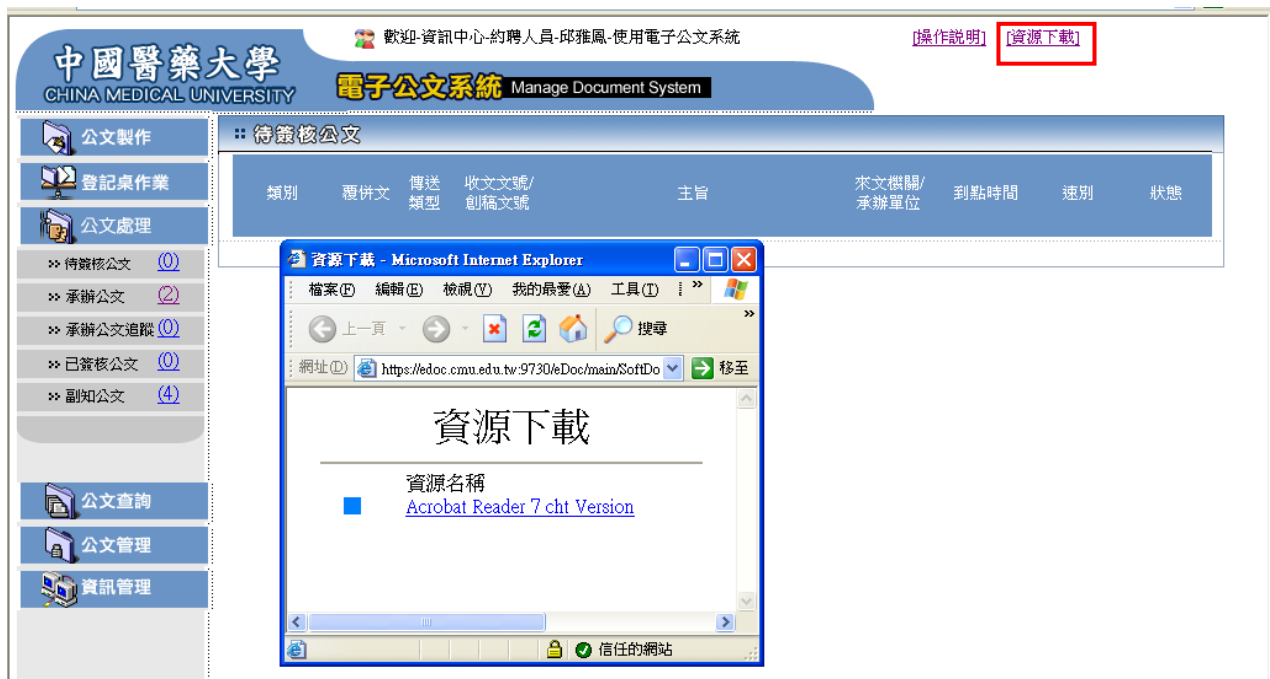 歡迎-資訊中心-約聘人員-邱雅鳳-使用電子公文系統
[操作說明] [資源下載]
中國醫藥大學
CHINA MEDICAL UNIVERSITY
電子公文系統 Manage Document System
公文製作
登記桌作業
公文處理
待簽核公文 (0)
承辦公文 (2)
承辦公文追蹤 (0)
已簽核公文 (0)
副知公文 (4)
公文查詢
公文管理
資訊管理
待簽核公文
類別 覆併文 傳送類型 收文文號/創稿文號 主旨 來文機關/承辦單位 到點時間 速別 狀態
資源下載 - Microsoft Internet Explorer
檔案(F) 編輯(E) 檢視(V) 我的最愛(A) 工具(T) »
上一頁 搜尋 »
網址(D) https://edoc.cmu.edu.tw:9730/eDoc/main/SoftDo 移至
資源下載
資源名稱
Acrobat Reader 7 cht Version
信任的網站